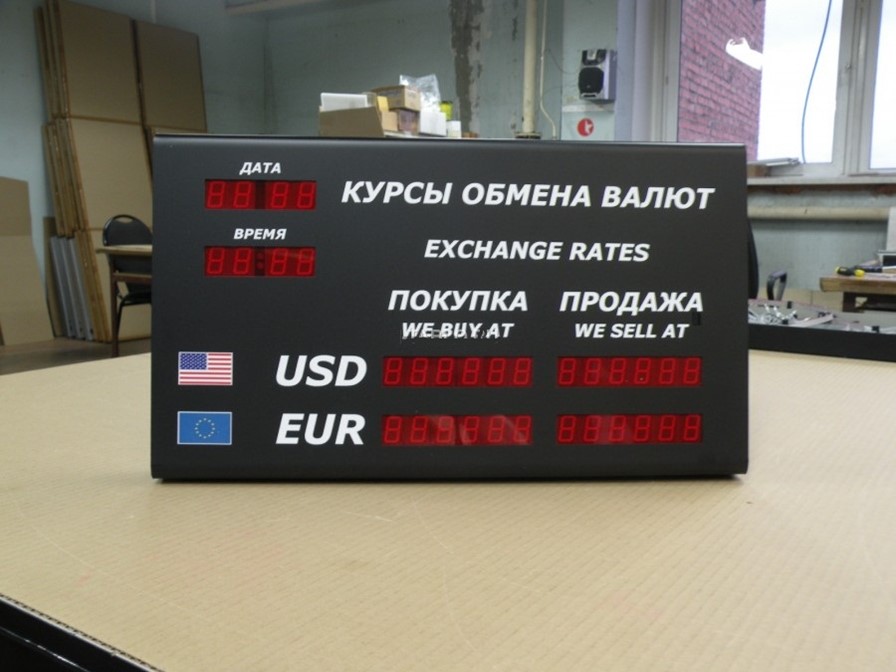 ДАТА
КУРСЫ ОБМЕНА ВАЛЮТ
ВРЕМЯ
EXCHANGE RATES
ПОКУПКА ПРОДАЖА
WE BUY AT WE SELL AT
USD
EUR